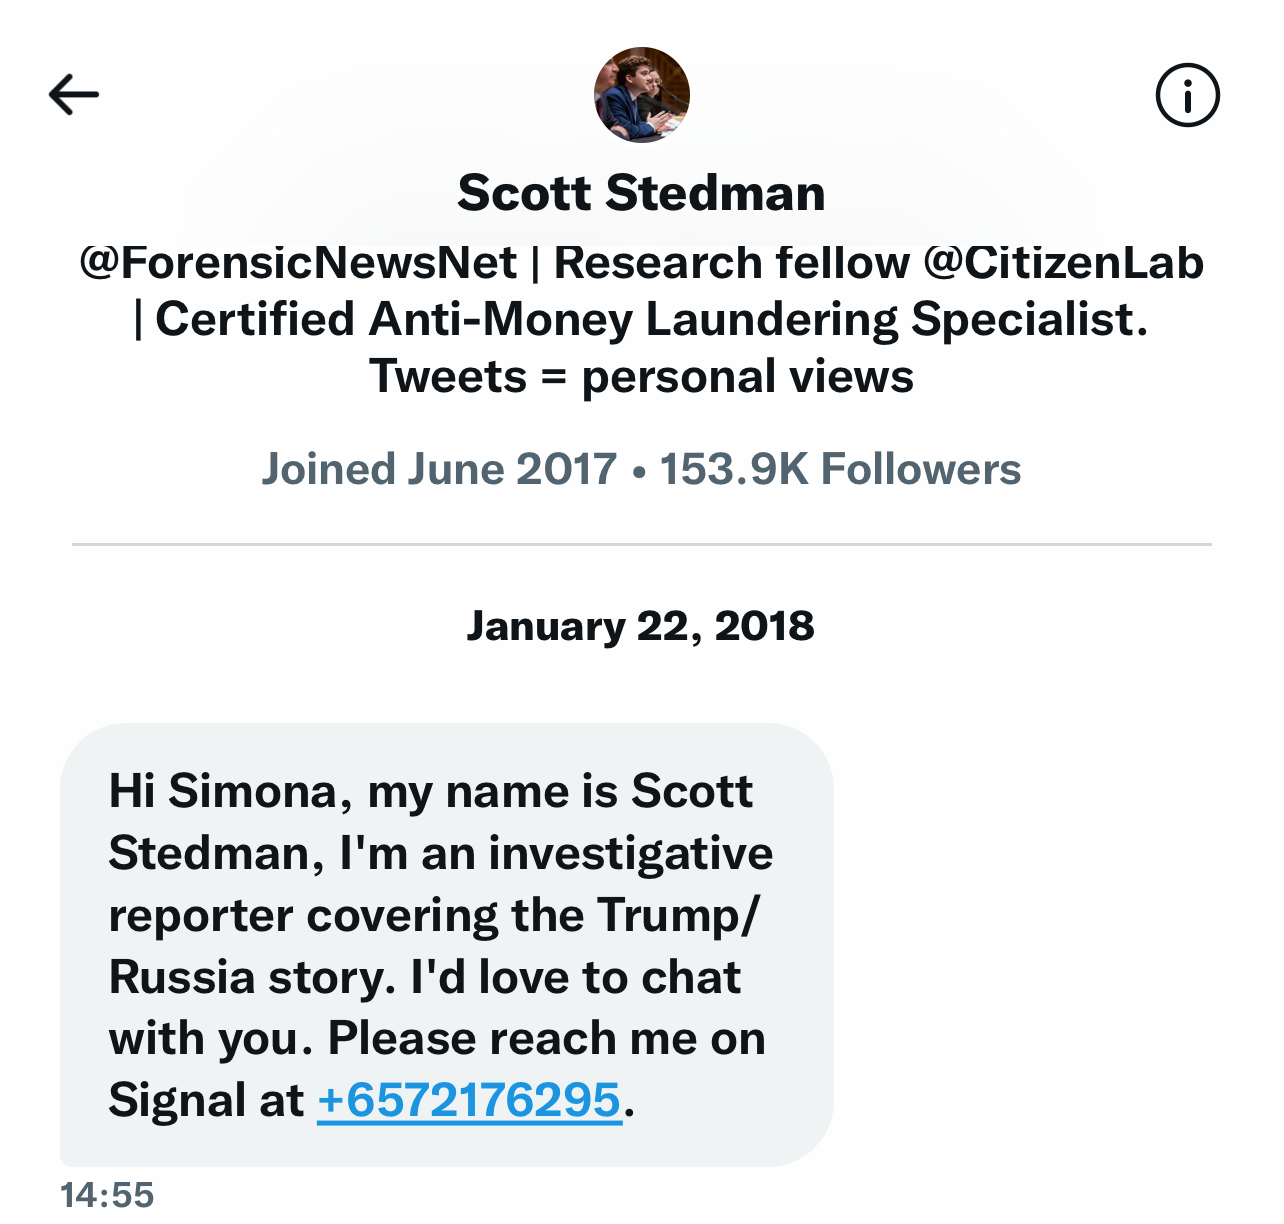 Scott Stedman
@ForensicNewsNet | Research fellow @CitizenLab
| Certified Anti-Money Laundering Specialist.
Tweets = personal views
Joined June 2017 • 153.9K Followers
January 22, 2018
Hi Simona, my name is Scott
Stedman, I'm an investigative
reporter covering the Trump/
Russia story. I'd love to chat
with you. Please reach me on
Signal at +6572176295.
14:55